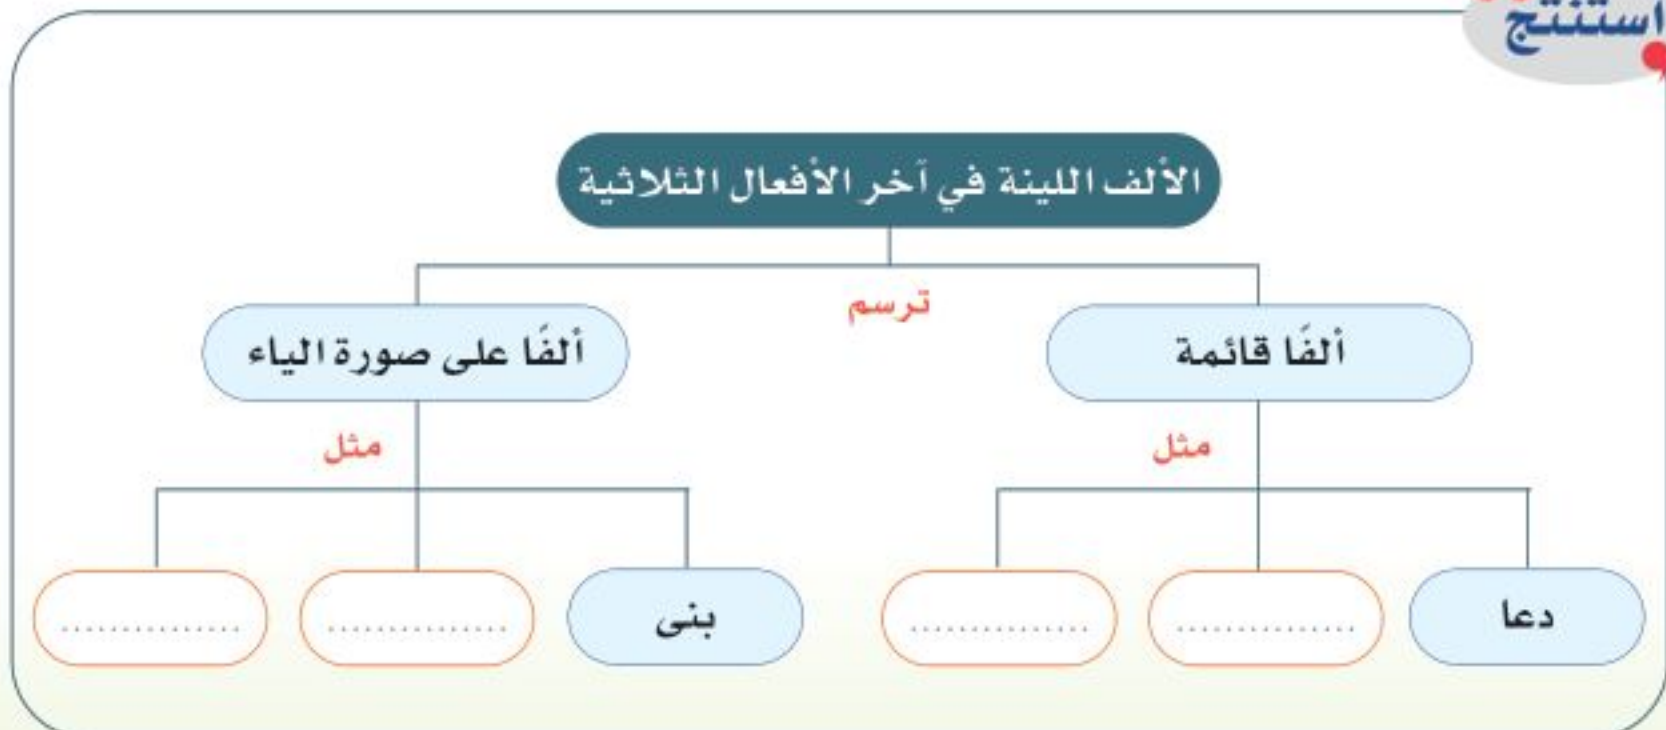 استنتج
الألف اللينة في آخر الأفعال الثلاثية
ترسم
ألفًا قائمة
ألفًا على صورة الياء
مثل
مثل
دعا
...............
...............
بنى
...............
...............